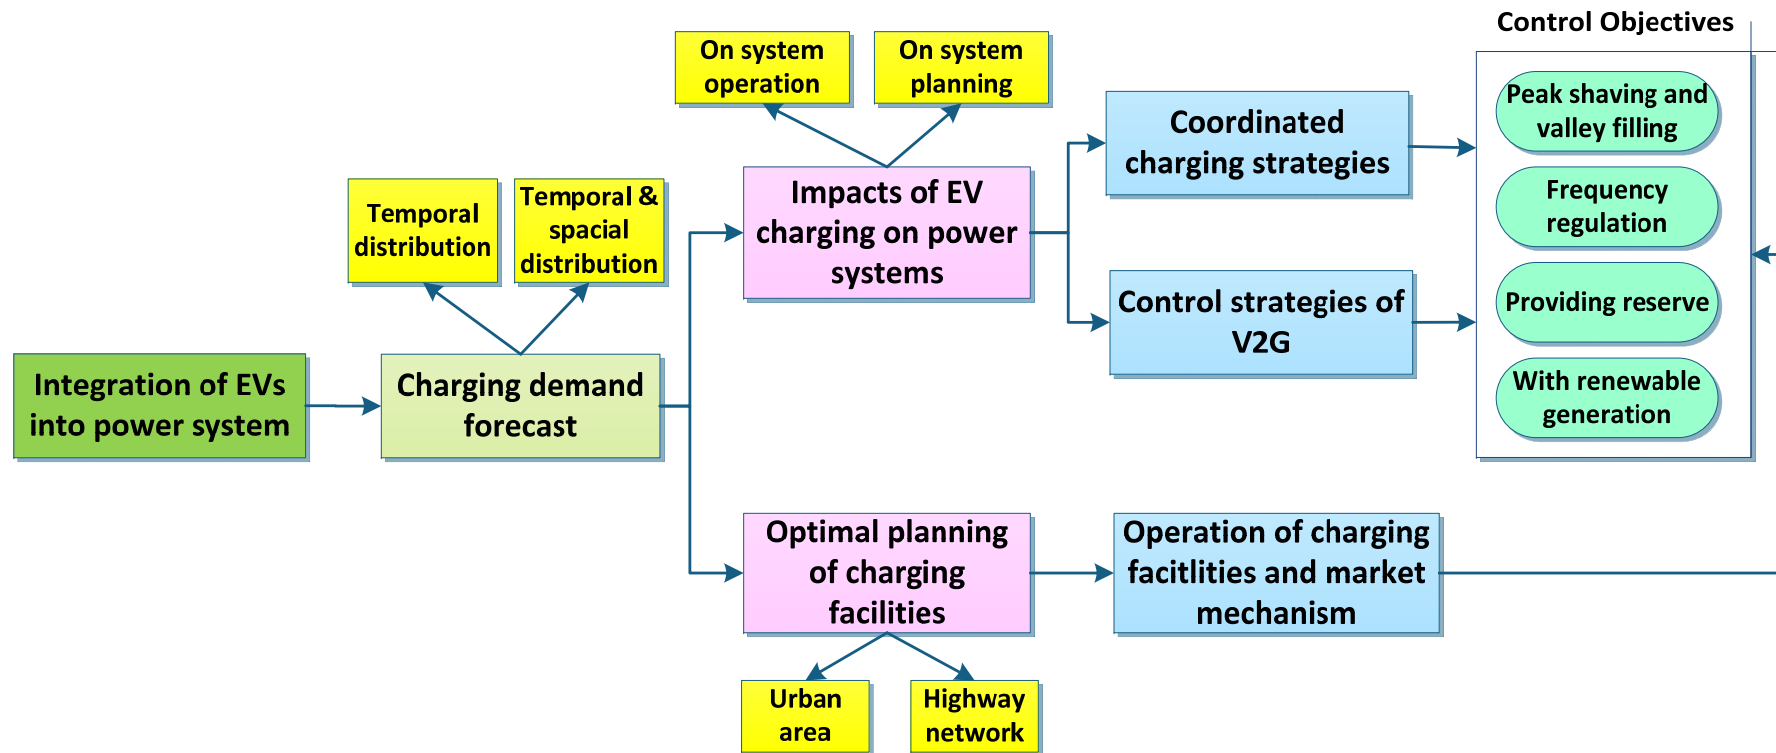 Control Objectives
On system
operation
On system
planning
Peak shaving and
valley filling
Coordinated
charging strategies
Impacts of EV
charging on power
systems
Frequency
regulation
Temporal
distribution
Temporal &
spacial
distribution
Control strategies of
V2G
Providing reserve
Integration of EVs
into power system
Charging demand
forecast
With renewable
generation
Optimal planning
of charging
facilities
Operation of charging
facitlities and market
mechanism
Urban
area
Highway
network